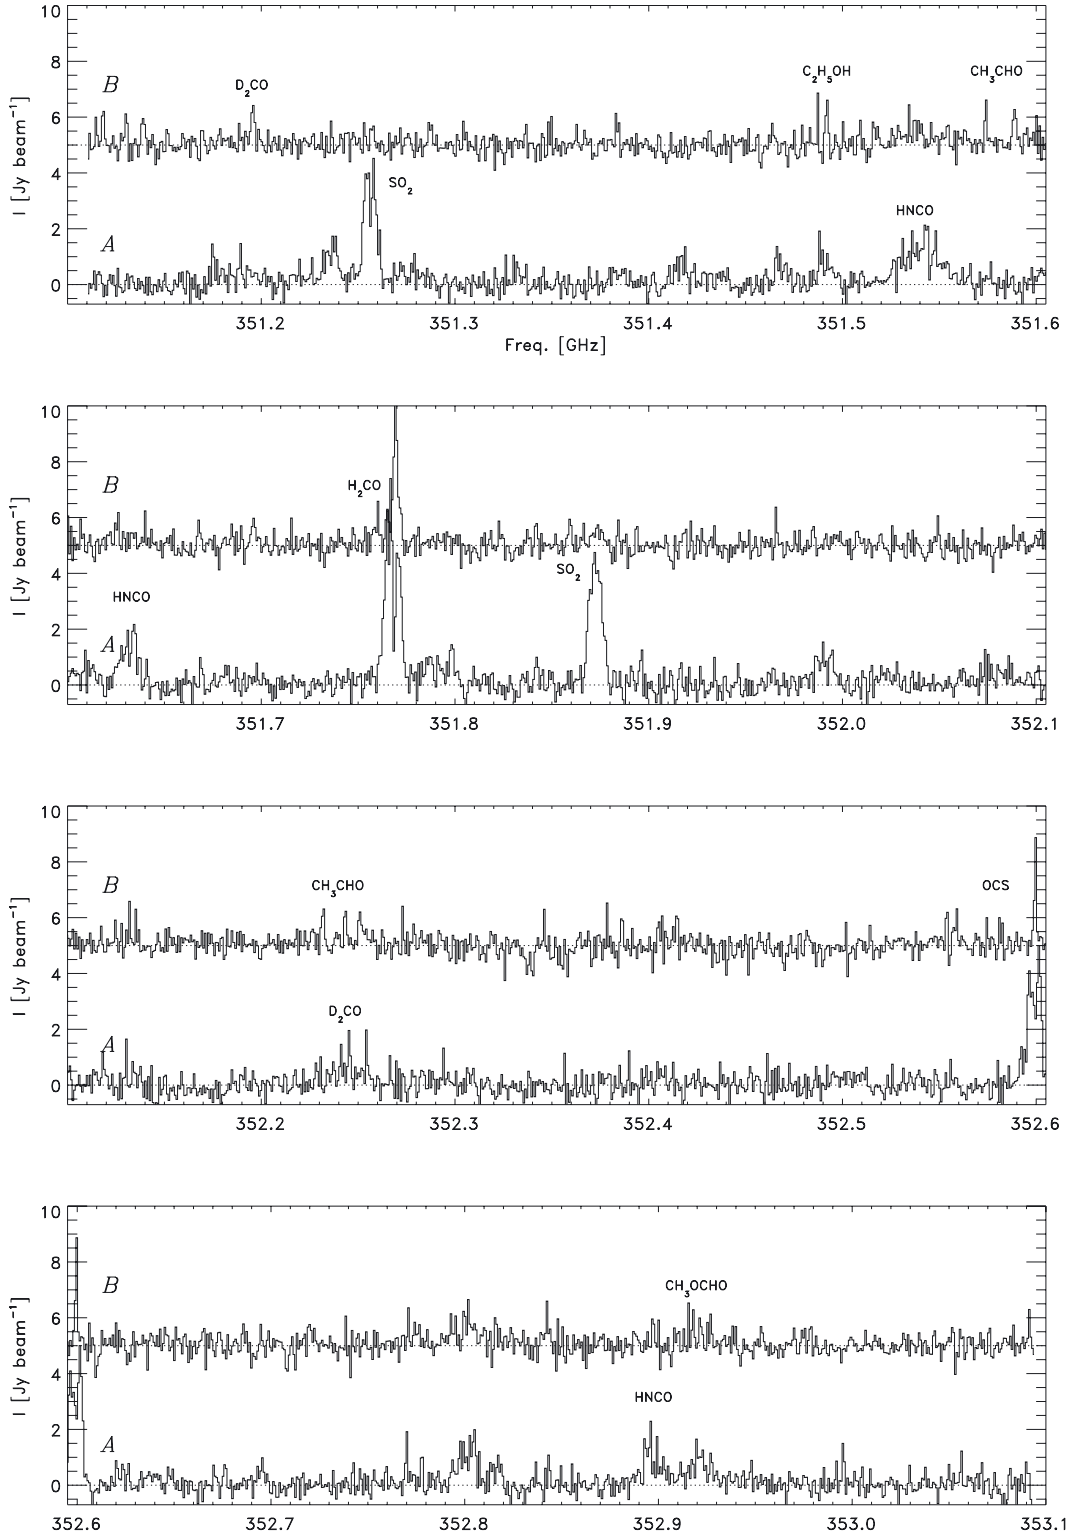 10
8
6
4
2
0
I [Jy beam⁻¹]
B
A
D₂CO
C₂H₅OH
CH₃CHO
SO₂
HNCO
351.2 351.3 351.4 351.5 351.6
Freq. [GHz]
10
8
6
4
2
0
I [Jy beam⁻¹]
B
A
H₂CO
SO₂
HNCO
351.7 351.8 351.9 352.0 352.1
10
8
6
4
2
0
I [Jy beam⁻¹]
B
A
CH₃CHO
OCS
D₂CO
352.2 352.3 352.4 352.5 352.6
10
8
6
4
2
0
I [Jy beam⁻¹]
B
A
CH₃OCHO
HNCO
352.6 352.7 352.8 352.9 353.0 353.1